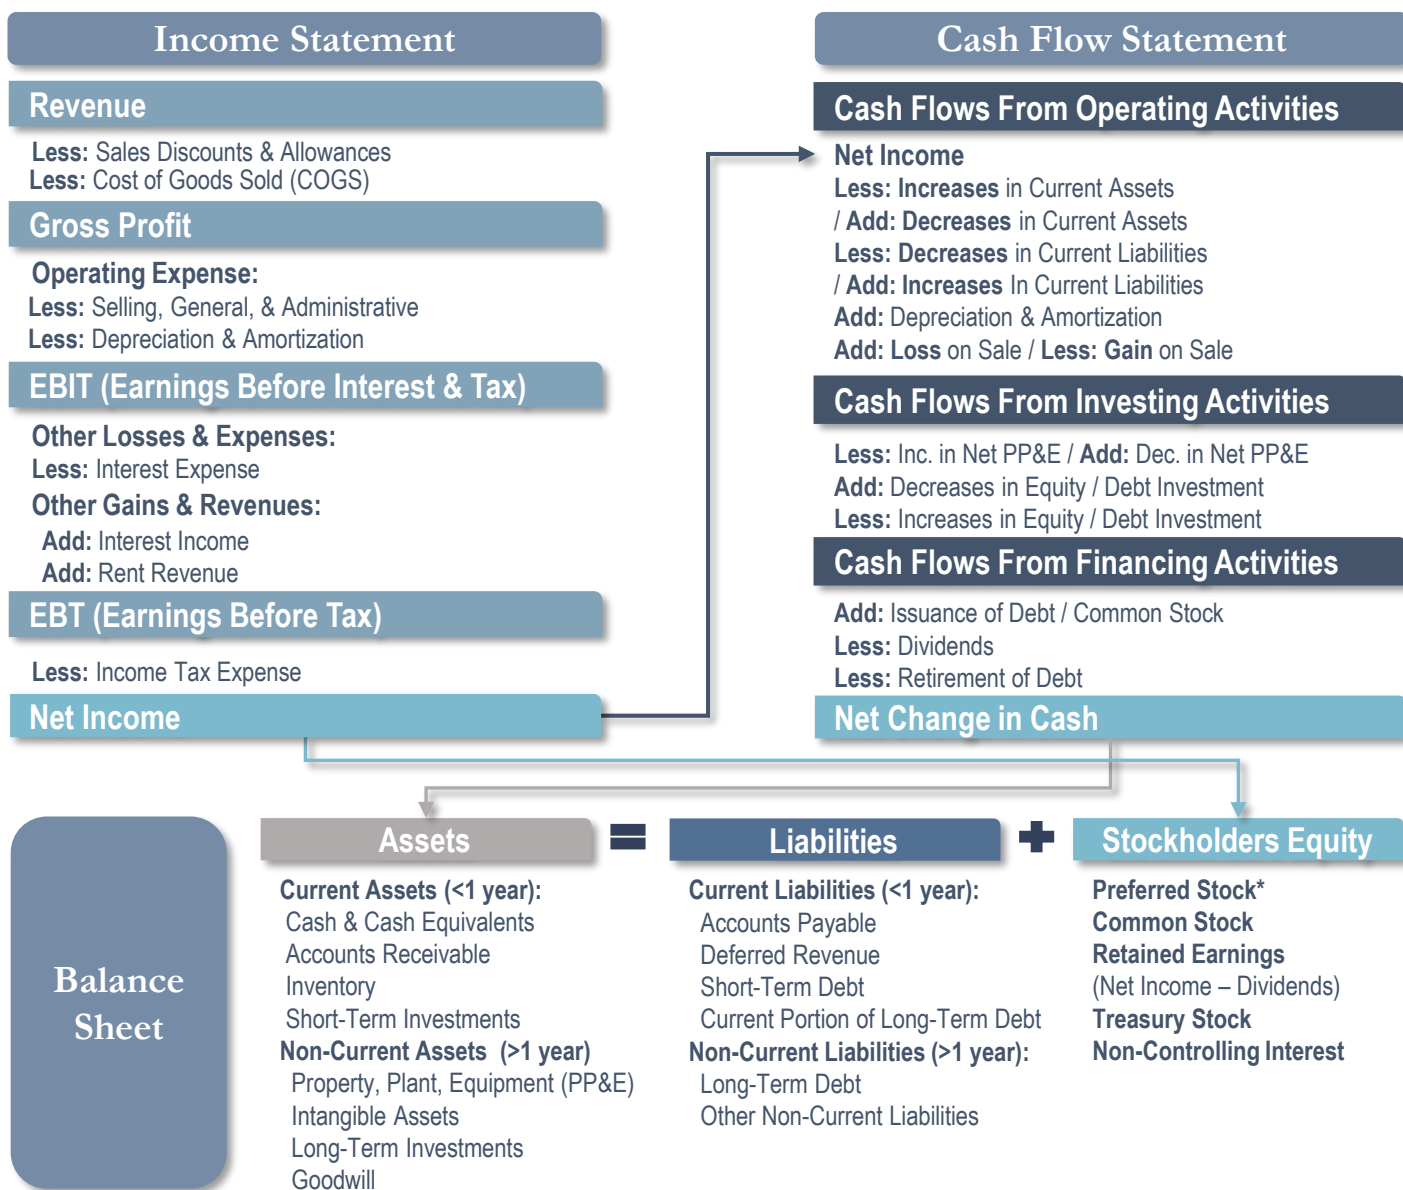 Income Statement
Revenue
Less: Sales Discounts & Allowances
Less: Cost of Goods Sold (COGS)
Gross Profit
Operating Expense:
Less: Selling, General, & Administrative
Less: Depreciation & Amortization
EBIT (Earnings Before Interest & Tax)
Other Losses & Expenses:
Less: Interest Expense
Other Gains & Revenues:
Add: Interest Income
Add: Rent Revenue
EBT (Earnings Before Tax)
Less: Income Tax Expense
Net Income
Cash Flow Statement
Cash Flows From Operating Activities
Net Income
Less: Increases in Current Assets
/ Add: Decreases in Current Assets
Less: Decreases in Current Liabilities
/ Add: Increases In Current Liabilities
Add: Depreciation & Amortization
Add: Loss on Sale / Less: Gain on Sale
Cash Flows From Investing Activities
Less: Inc. in Net PP&E / Add: Dec. in Net PP&E
Add: Decreases in Equity / Debt Investment
Less: Increases in Equity / Debt Investment
Cash Flows From Financing Activities
Add: Issuance of Debt / Common Stock
Less: Dividends
Less: Retirement of Debt
Net Change in Cash
Balance
Sheet
Assets
Current Assets (<1 year):
Cash & Cash Equivalents
Accounts Receivable
Inventory
Short-Term Investments
Non-Current Assets (>1 year)
Property, Plant, Equipment (PP&E)
Intangible Assets
Long-Term Investments
Goodwill
=
Liabilities
Current Liabilities (<1 year):
Accounts Payable
Deferred Revenue
Short-Term Debt
Current Portion of Long-Term Debt
Non-Current Liabilities (>1 year):
Long-Term Debt
Other Non-Current Liabilities
+
Stockholders Equity
Preferred Stock*
Common Stock
Retained Earnings
(Net Income – Dividends)
Treasury Stock
Non-Controlling Interest